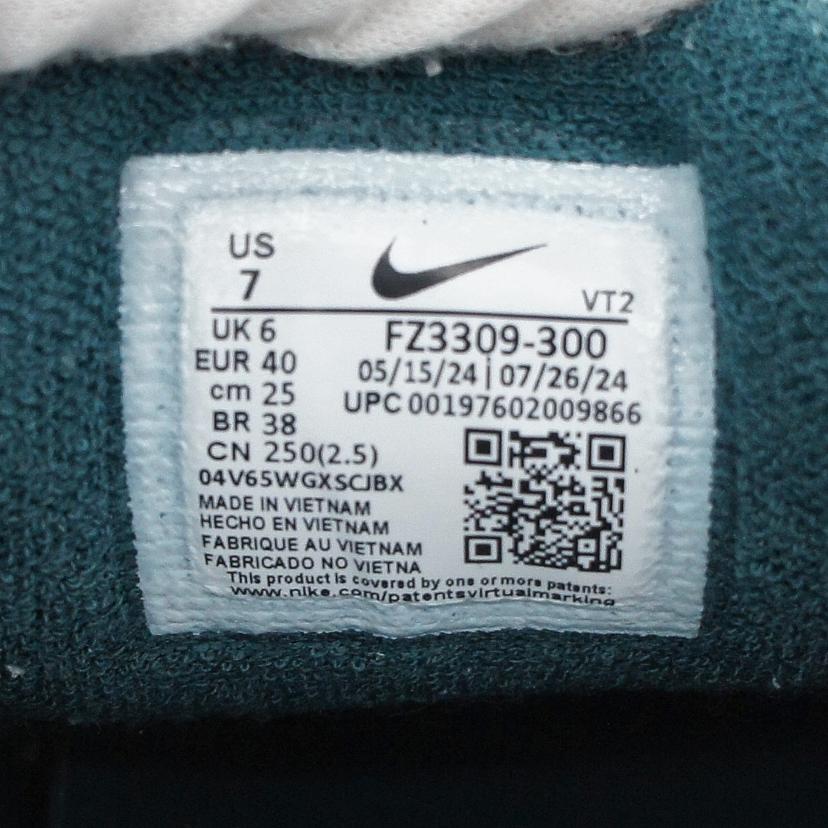 US
7
VT2
UK 6
EUR 40
cm 25
BR 38
CN 250(2.5)
FZ3309-300
05/15/24 | 07/26/24
UPC 00197602009866
04V65WGXSCJBX
MADE IN VIETNAM
HECHO EN VIETNAM
FABRIQUE AU VIETNAM
FABRICADO NO VIETNA
This product is covered by one or more patents:
www.nike.com/patentsvirtualmarking